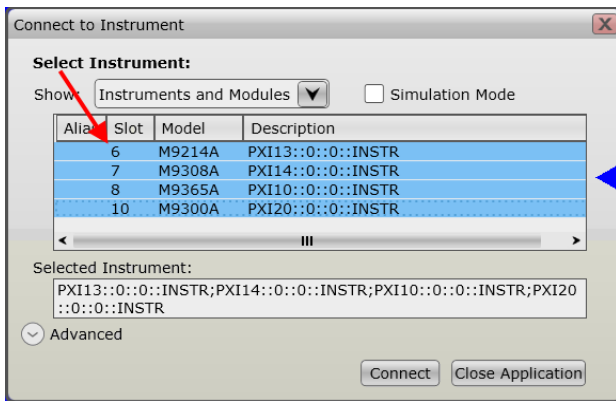 Connect to Instrument
Select Instrument:
Show: Instruments and Modules Simulation Mode
Alias Slot Model Description
6 M9214A PXI13::0::0::INSTR
7 M9308A PXI14::0::0::INSTR
8 M9365A PXI10::0::0::INSTR
10 M9300A PXI20::0::0::INSTR
Selected Instrument:
PXI13::0::0::INSTR;PXI14::0::0::INSTR;PXI10::0::0::INSTR;PXI20
::0::0::INSTR
Advanced
Connect Close Application